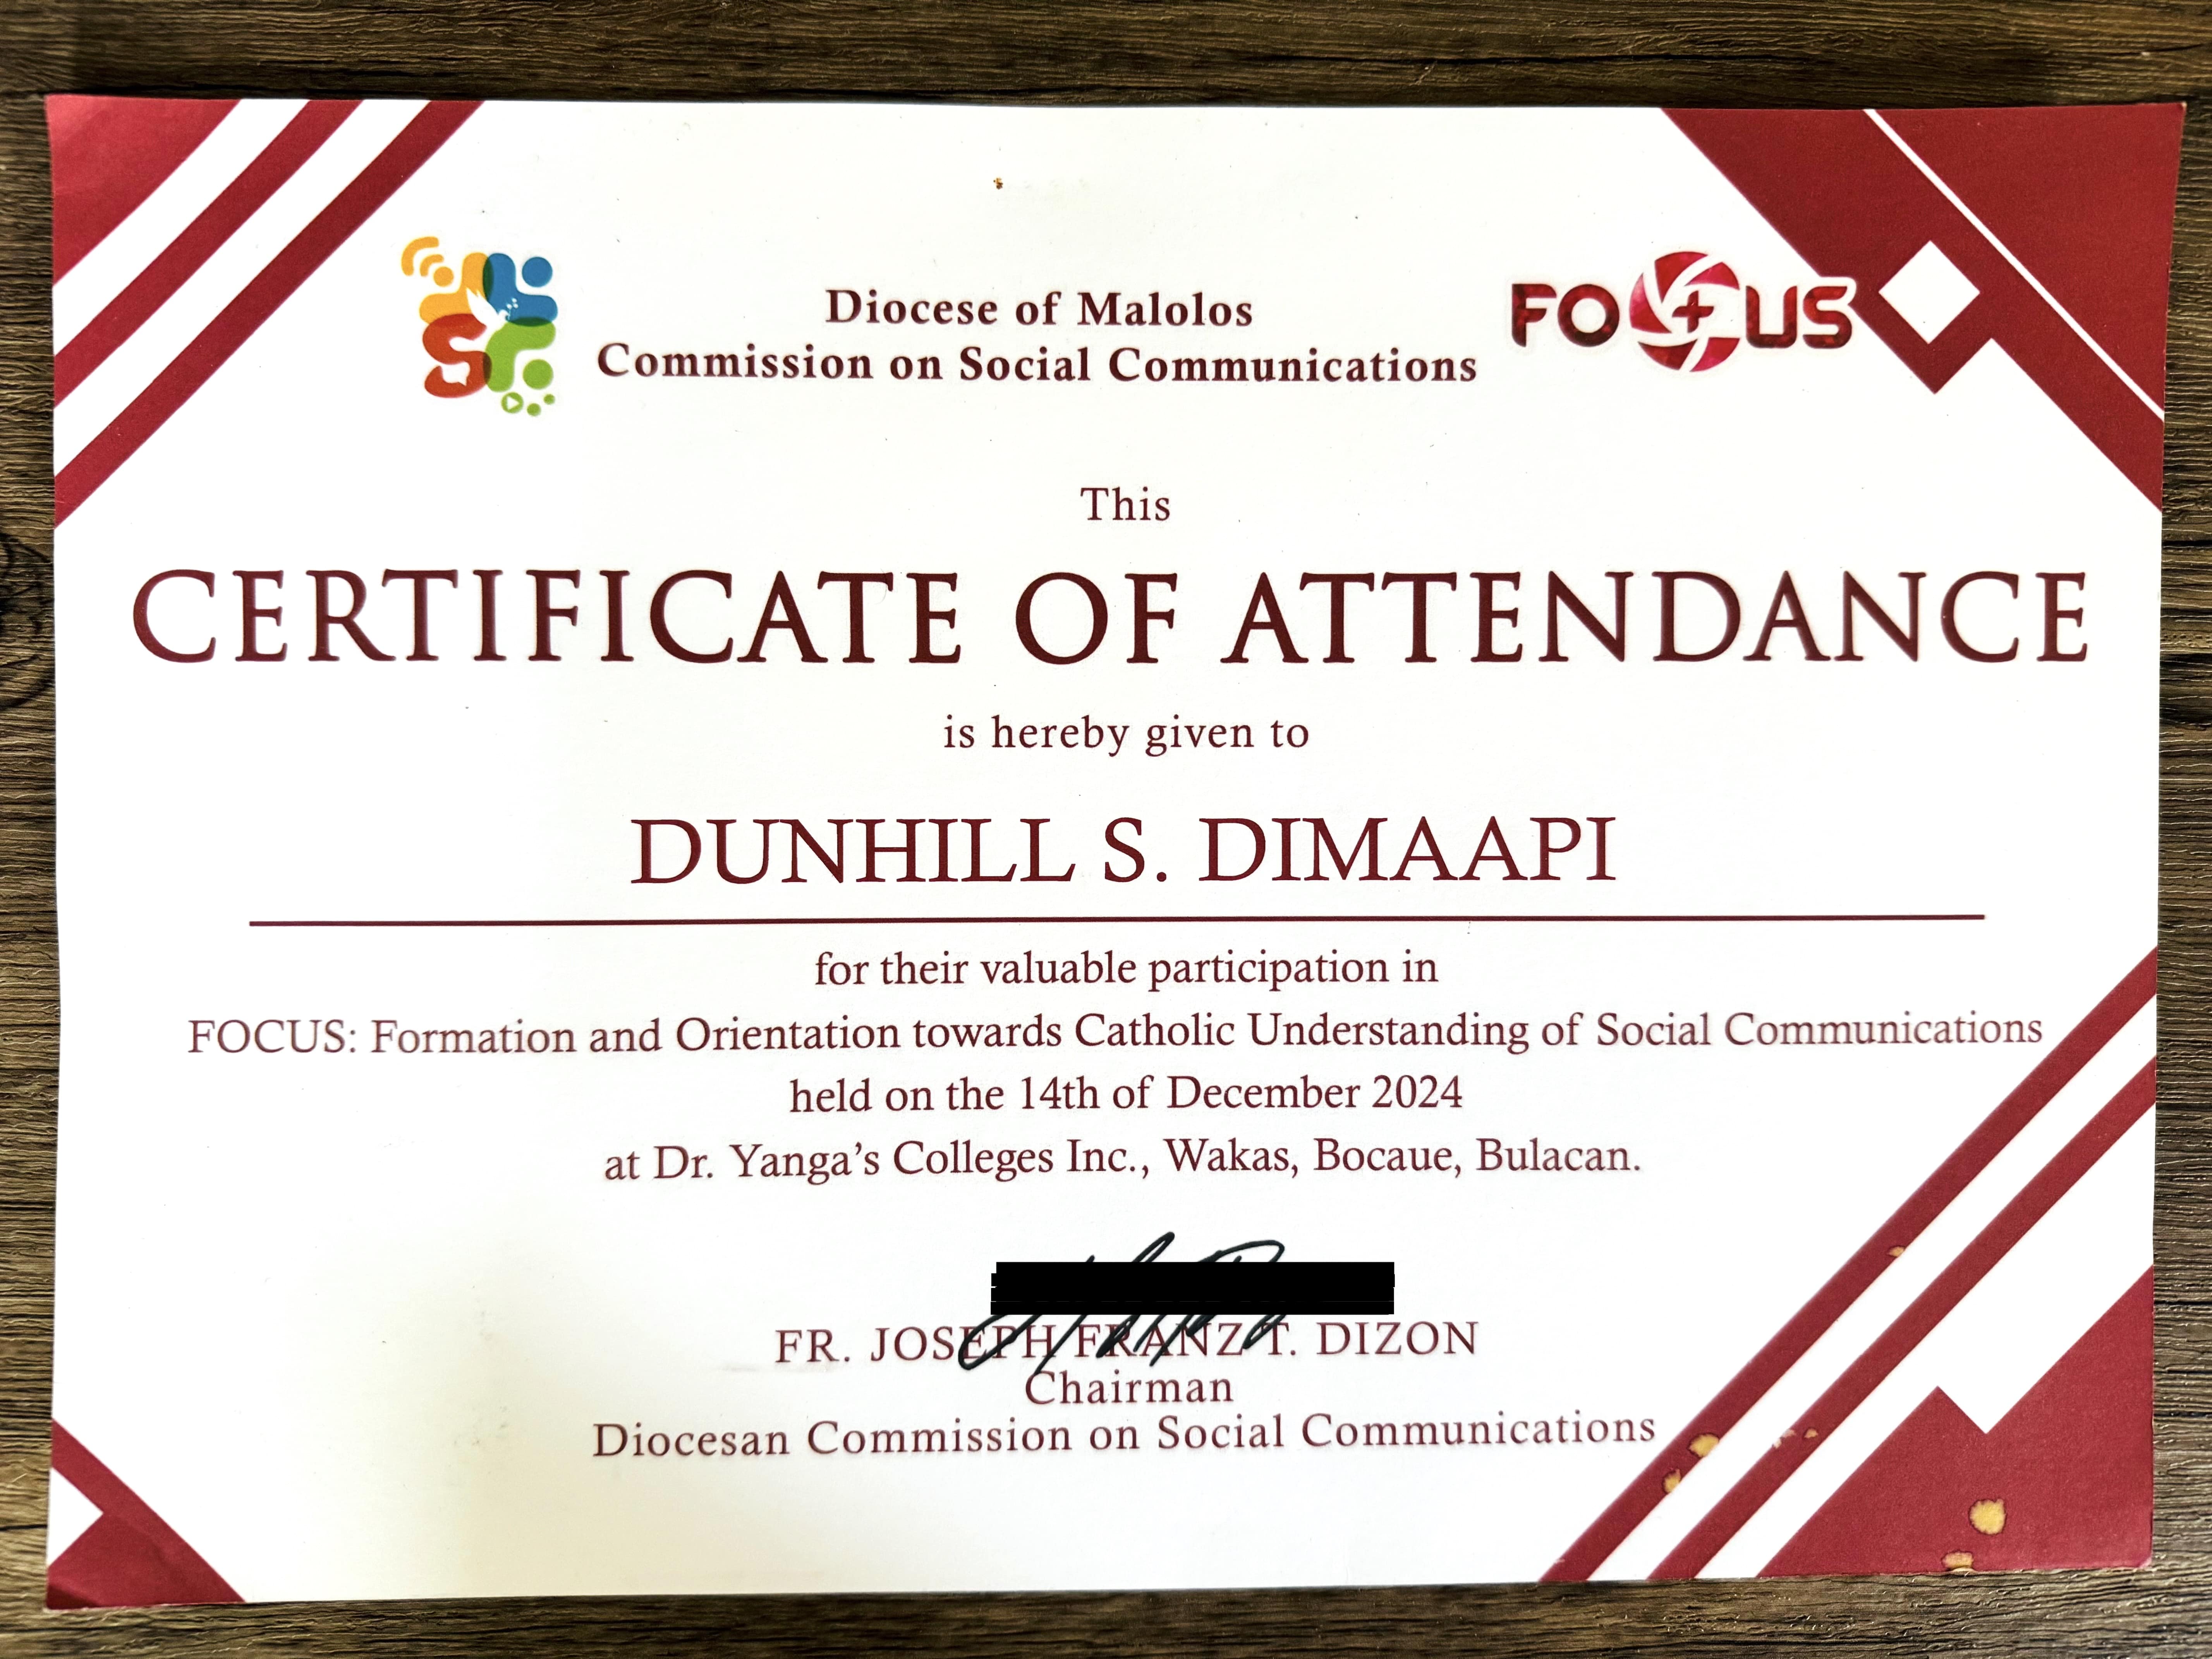 Diocese of Malolos
Commission on Social Communications
FOCUS
This
CERTIFICATE OF ATTENDANCE
is hereby given to
DUNHILL S. DIMAAPI
for their valuable participation in
FOCUS: Formation and Orientation towards Catholic Understanding of Social Communications
held on the 14th of December 2024
at Dr. Yanga's Colleges Inc., Wakas, Bocaue, Bulacan.
FR. JOSEPH FRANZ T. DIZON
Chairman
Diocesan Commission on Social Communications